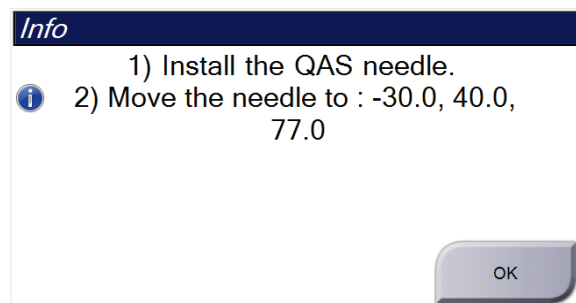 Info
1) Install the QAS needle.
2) Move the needle to : -30.0, 40.0,
77.0
OK